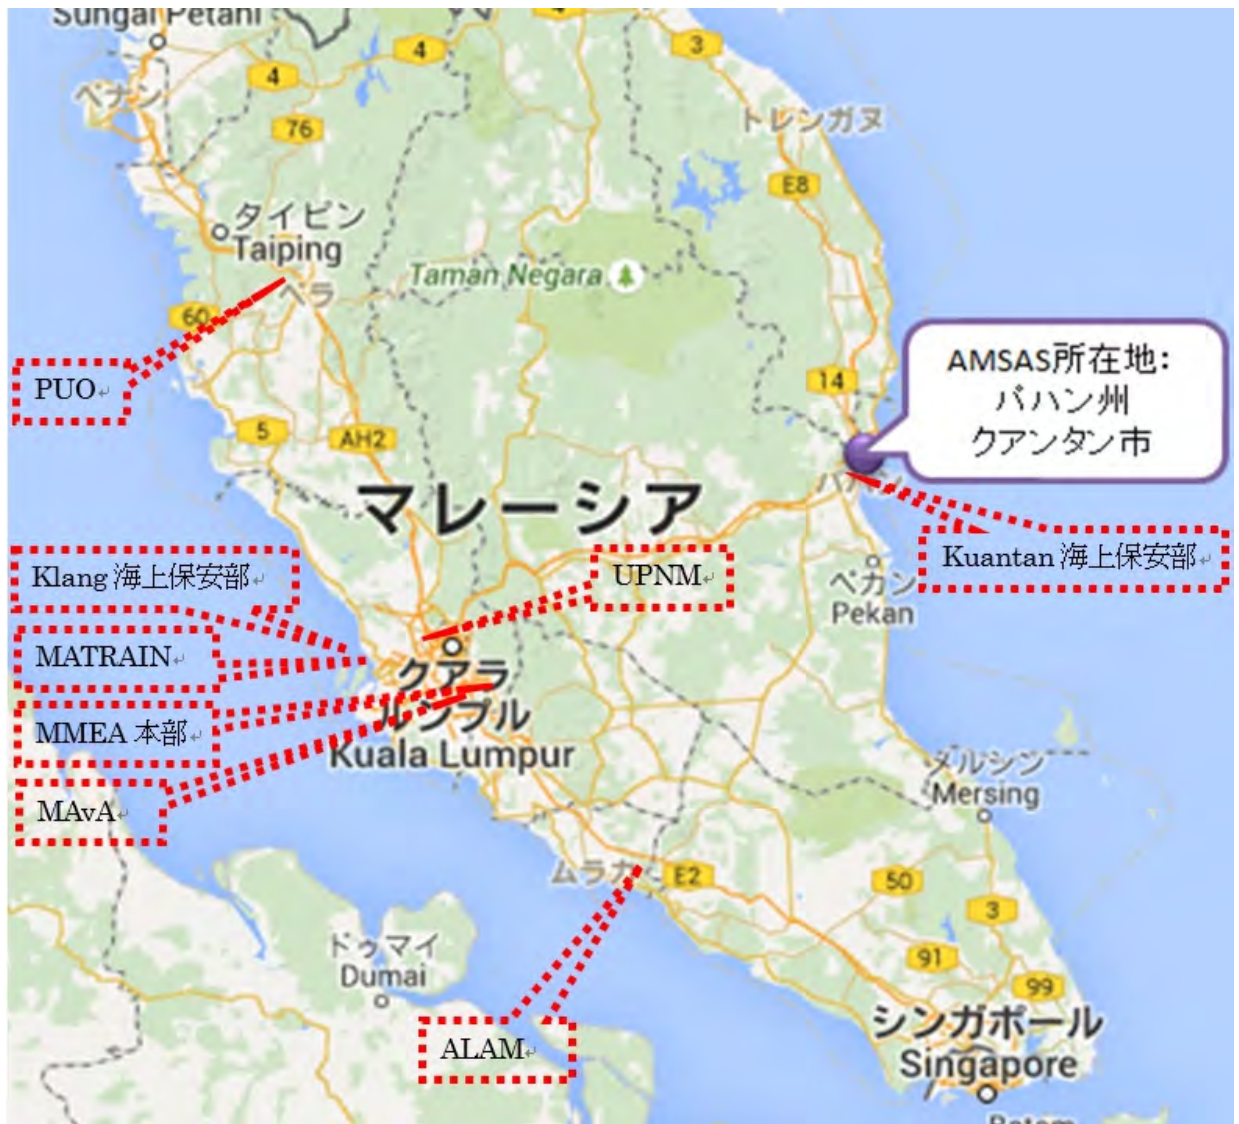 Sungai Petani
4
3
4
ペナン
76
トレンガヌ
E8
タイピン
Taiping
Taman Negara
ペラ
60
PUO
AMSAS所在地:
パハン州
クアンタン市
14
5
AH2
マレーシア
Kuantan 海上保安部
Klang 海上保安部
UPNM
ペカン
Pekan
MATRAIN
クアラ
ルンプル
Kuala Lumpur
MMEA 本部
MAvA
メルシン
Mersing
ムラカ
E2
50
3
ドゥマイ
Dumai
91
99
ALAM
シンガポール
Singapore